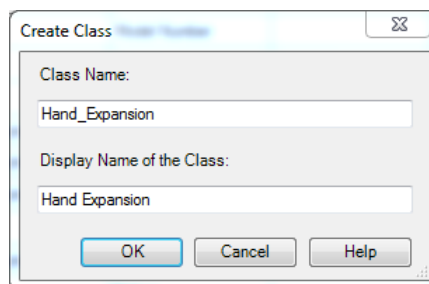 Create Class
Class Name:
Hand_Expansion
Display Name of the Class:
Hand Expansion
OK Cancel Help